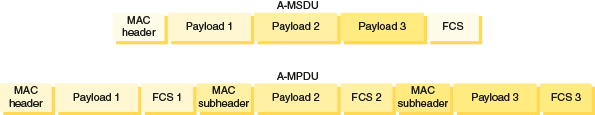 A-MSDU
MAC header Payload 1 Payload 2 Payload 3 FCS
A-MPDU
MAC header Payload 1 FCS 1 MAC subheader Payload 2 FCS 2 MAC subheader Payload 3 FCS 3